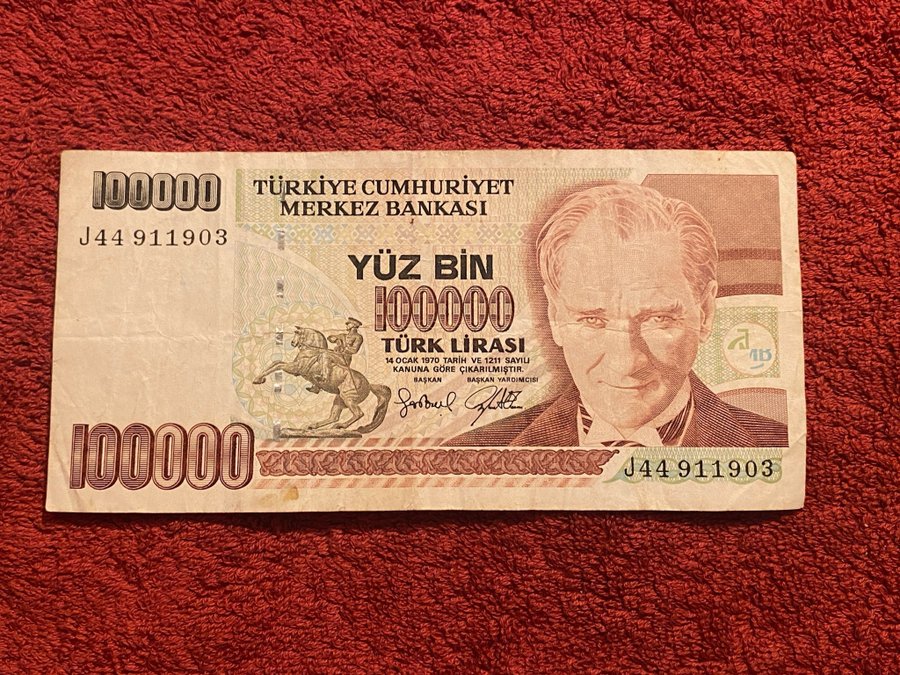 100000
J44 911903
TÜRKİYE CUMHURİYET
MERKEZ BANKASI
YÜZ BİN
100000
TÜRK LİRASI
14 OCAK 1970 TARİH VE 1211 SAYILI
KANUNA GÖRE ÇIKARILMIŞTIR.
BAŞKAN BAŞKAN YARDIMCISI
100000
J44 911903